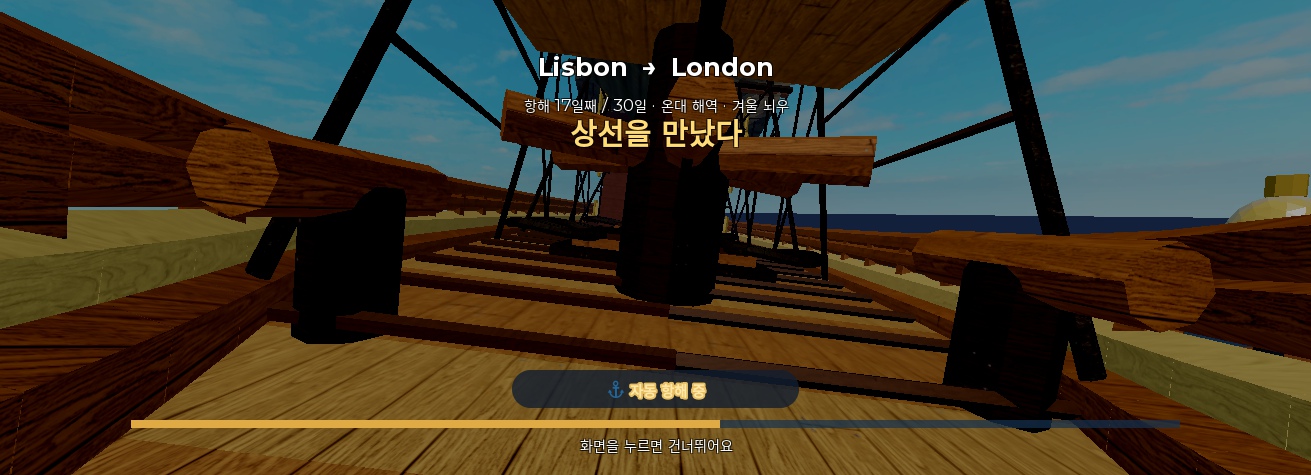 Lisbon → London
항해 17일째 / 30일 · 온대 해역 · 겨울 뇌우
상선을 만났다
⚓ 자동 항해 중
화면을 누르면 건너뛰어요